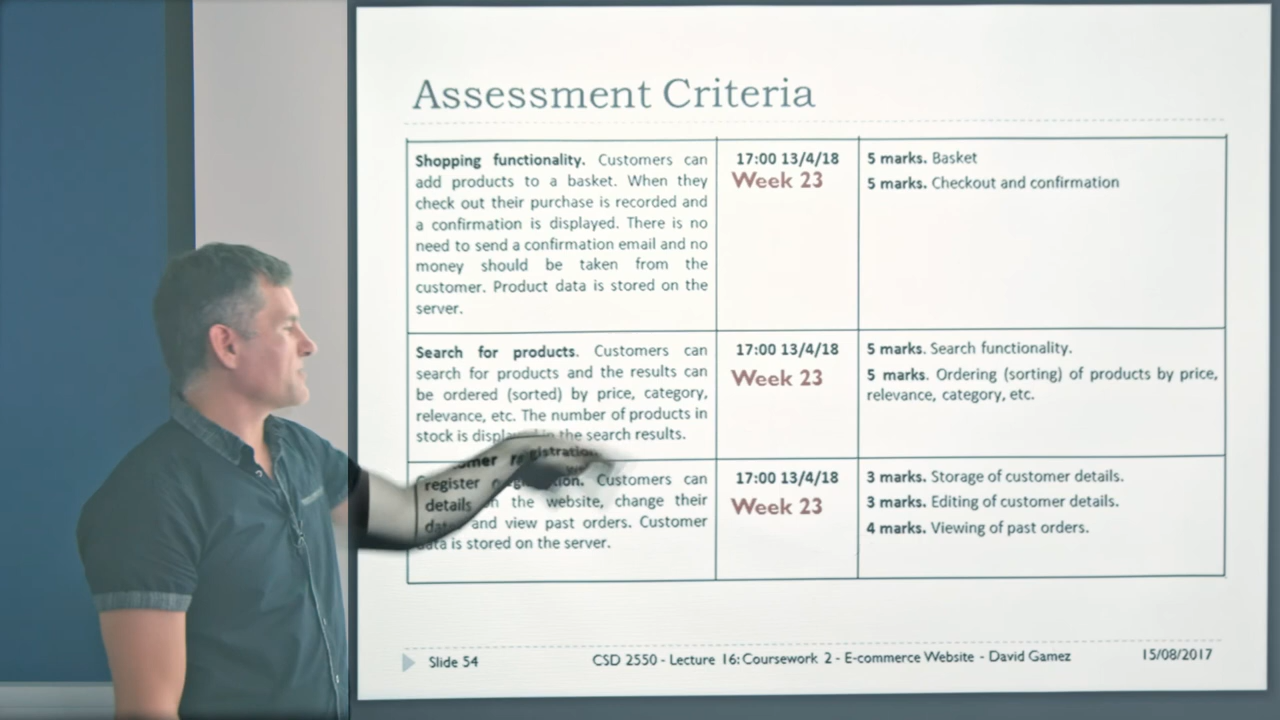 Assessment Criteria
Shopping functionality. Customers can
add products to a basket. When they
check out their purchase is recorded and
a confirmation is displayed. There is no
need to send a confirmation email and no
money should be taken from the
customer. Product data is stored on the
server.
17:00 13/4/18
Week 23
5 marks. Basket
5 marks. Checkout and confirmation
Search for products. Customers can
search for products and the results can
be ordered (sorted) by price, category,
relevance, etc. The number of products in
stock is the search results.
17:00 13/4/18
Week 23
5 marks. Search functionality.
5 marks. Ordering (sorting) of products by price,
relevance, category, etc.
Customers can
register
details the website, change their
and view past orders. Customer
data is stored on the server.
17:00 13/4/18
Week 23
3 marks. Storage of customer details.
3 marks. Editing of customer details.
4 marks. Viewing of past orders.
Slide 54
CSD 2550 - Lecture 16: Coursework 2 - E-commerce Website - David Gamez
15/08/2017